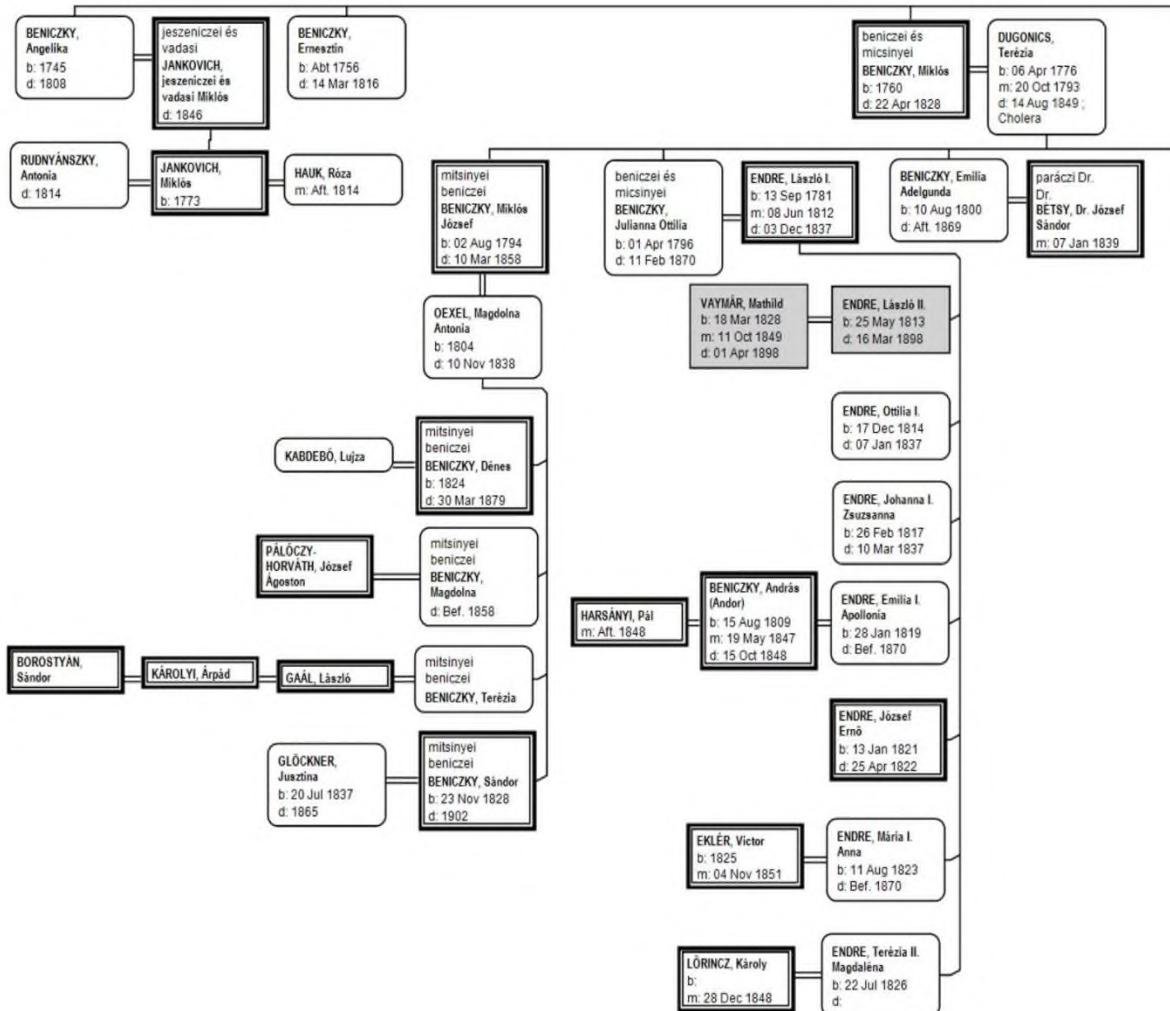 BENICZKY,
Angelika
b: 1745
d: 1808
jeszeniczei és
vadasi
JANKOVICH,
jeszeniczei és
vadasi Miklós
d: 1846
BENICZKY,
Ernesztin
b: Abt 1756
d: 14 Mar 1816
beniczei és
micsinyei
BENICZKY, Miklós
b: 1760
d: 22 Apr 1828
DUGONICS,
Terézia
b: 06 Apr 1776
m: 20 Oct 1793
d: 14 Aug 1849 ;
Cholera
RUDNYÁNSZKY,
Antonia
d: 1814
JANKOVICH,
Miklós
b: 1773
HAUK, Róza
m: Aft. 1814
mitsinyei
beniczei
BENICZKY, Miklós
József
b: 02 Aug 1794
d: 10 Mar 1858
beniczei és
micsinyei
BENICZKY,
Julianna Ottilia
b: 01 Apr 1796
d: 11 Feb 1870
ENDRE, László I.
b: 13 Sep 1781
m: 08 Jun 1812
d: 03 Dec 1837
BENICZKY, Emilia
Adelgunda
b: 10 Aug 1800
d: Aft. 1869
paráczi Dr.
Dr.
BÉTSY, Dr. József
Sándor
m: 07 Jan 1839
OEXEL, Magdolna
Antonia
b: 1804
d: 10 Nov 1838
VAYMÁR, Mathild
b: 18 Mar 1828
m: 11 Oct 1849
d: 01 Apr 1898
ENDRE, László II.
b: 25 May 1813
d: 16 Mar 1898
ENDRE, Ottilia I.
b: 17 Dec 1814
d: 07 Jan 1837
KABDEBÓ, Lujza
mitsinyei
beniczei
BENICZKY, Dénes
b: 1824
d: 30 Mar 1879
ENDRE, Johanna I.
Zsuzsanna
b: 26 Feb 1817
d: 10 Mar 1837
PÁLÓCZY-
HORVÁTH, József
Ágoston
mitsinyei
beniczei
BENICZKY,
Magdolna
d: Bef. 1858
HARSÁNYI, Pál
m: Aft. 1848
BENICZKY, András
(Andor)
b: 15 Aug 1809
m: 19 May 1847
d: 15 Oct 1848
ENDRE, Emilia I.
Apollonia
b: 28 Jan 1819
d: Bef. 1870
BOROSTYÁN,
Sándor
KÁROLYI, Árpád
GAÁL, László
mitsinyei
beniczei
BENICZKY, Terézia
ENDRE, József
Ernő
b: 13 Jan 1821
d: 25 Apr 1822
GLÖCKNER,
Jusztina
b: 20 Jul 1837
d: 1865
mitsinyei
beniczei
BENICZKY, Sándor
b: 23 Nov 1828
d: 1902
EKLÉR, Victor
b: 1825
m: 04 Nov 1851
ENDRE, Mária I.
Anna
b: 11 Aug 1823
d: Bef. 1870
LŐRINCZ, Károly
b:
m: 28 Dec 1848
ENDRE, Terézia II.
Magdaléna
b: 22 Jul 1826
d: